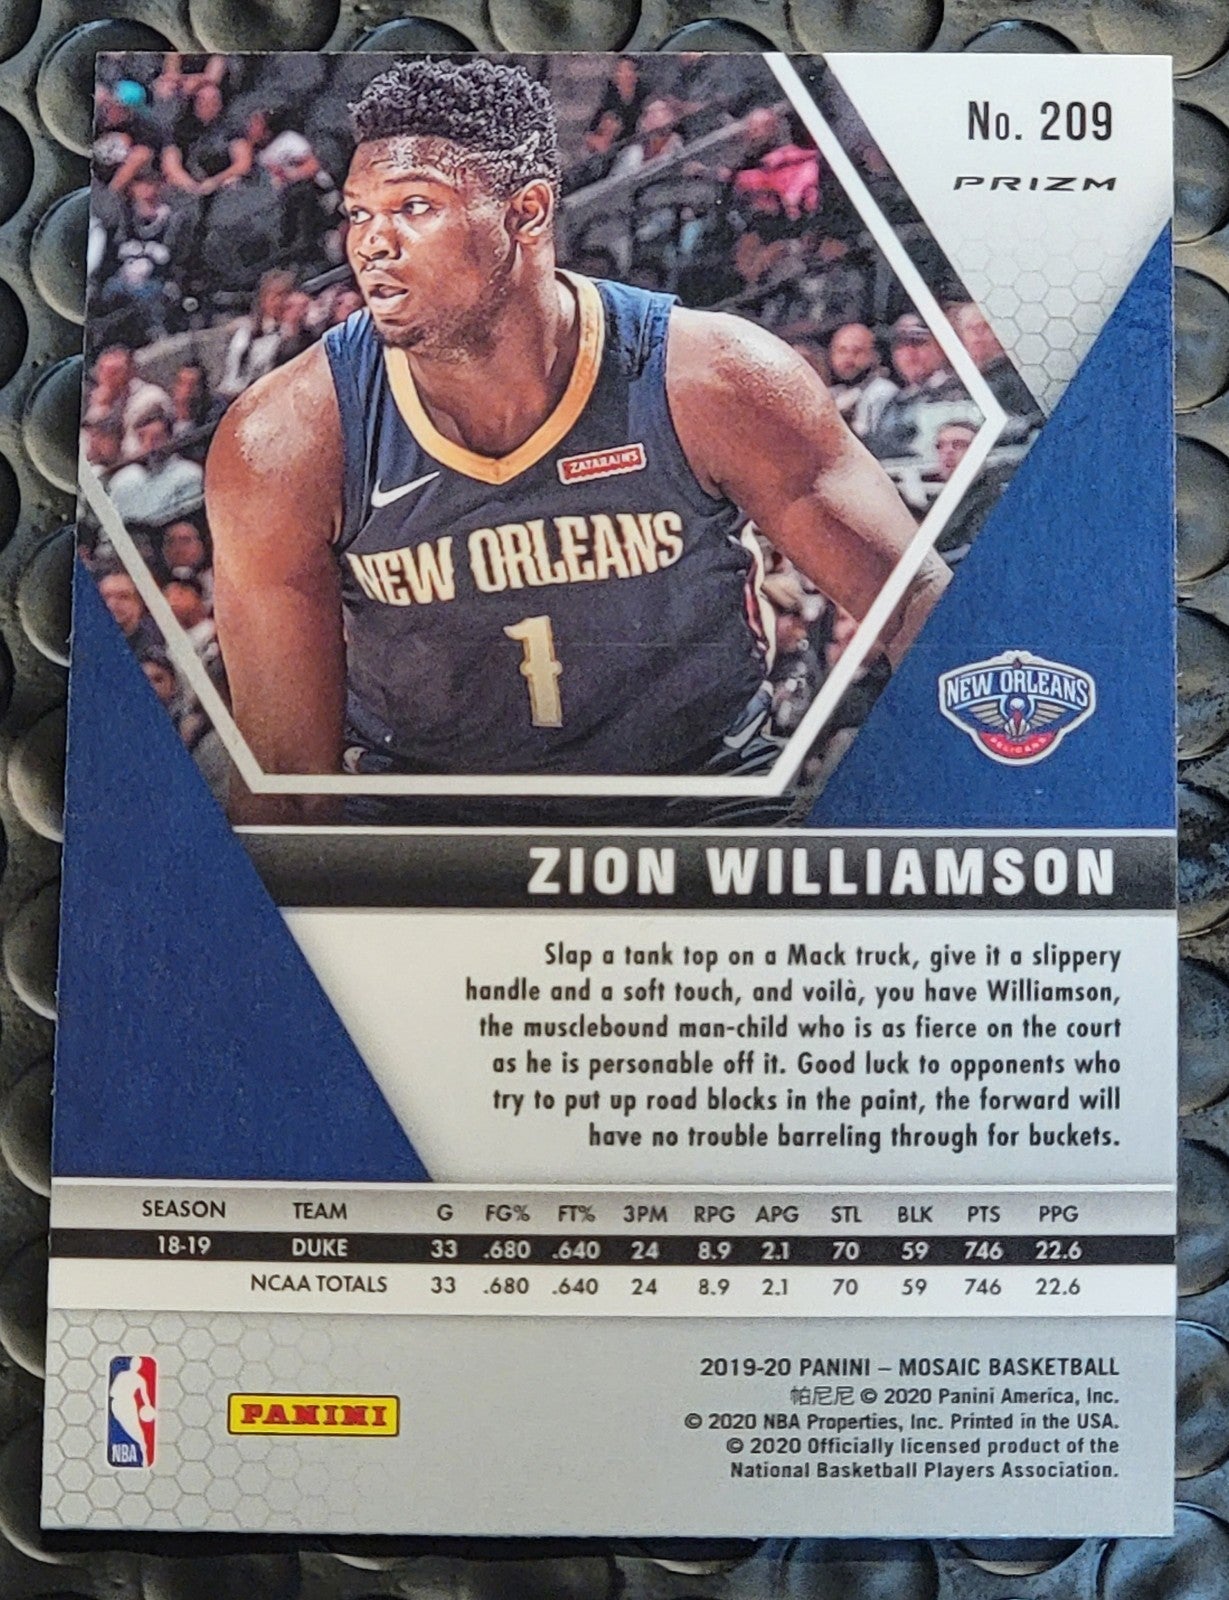 No. 209
PRIZM
ZATARAIN'S
NEW ORLEANS
1
NEW ORLEANS
PELICANS
ZION WILLIAMSON
Slap a tank top on a Mack truck, give it a slippery
handle and a soft touch, and voilà, you have Williamson,
the musclebound man-child who is as fierce on the court
as he is personable off it. Good luck to opponents who
try to put up road blocks in the paint, the forward will
have no trouble barreling through for buckets.
SEASON TEAM G FG% FT% 3PM RPG APG STL BLK PTS PPG
18-19 DUKE 33 .680 .640 24 8.9 2.1 70 59 746 22.6
NCAA TOTALS 33 .680 .640 24 8.9 2.1 70 59 746 22.6
2019-20 PANINI – MOSAIC BASKETBALL
帕尼尼 © 2020 Panini America, Inc.
© 2020 NBA Properties, Inc. Printed in the USA.
© 2020 Officially licensed product of the
National Basketball Players Association.
NBA
PANINI